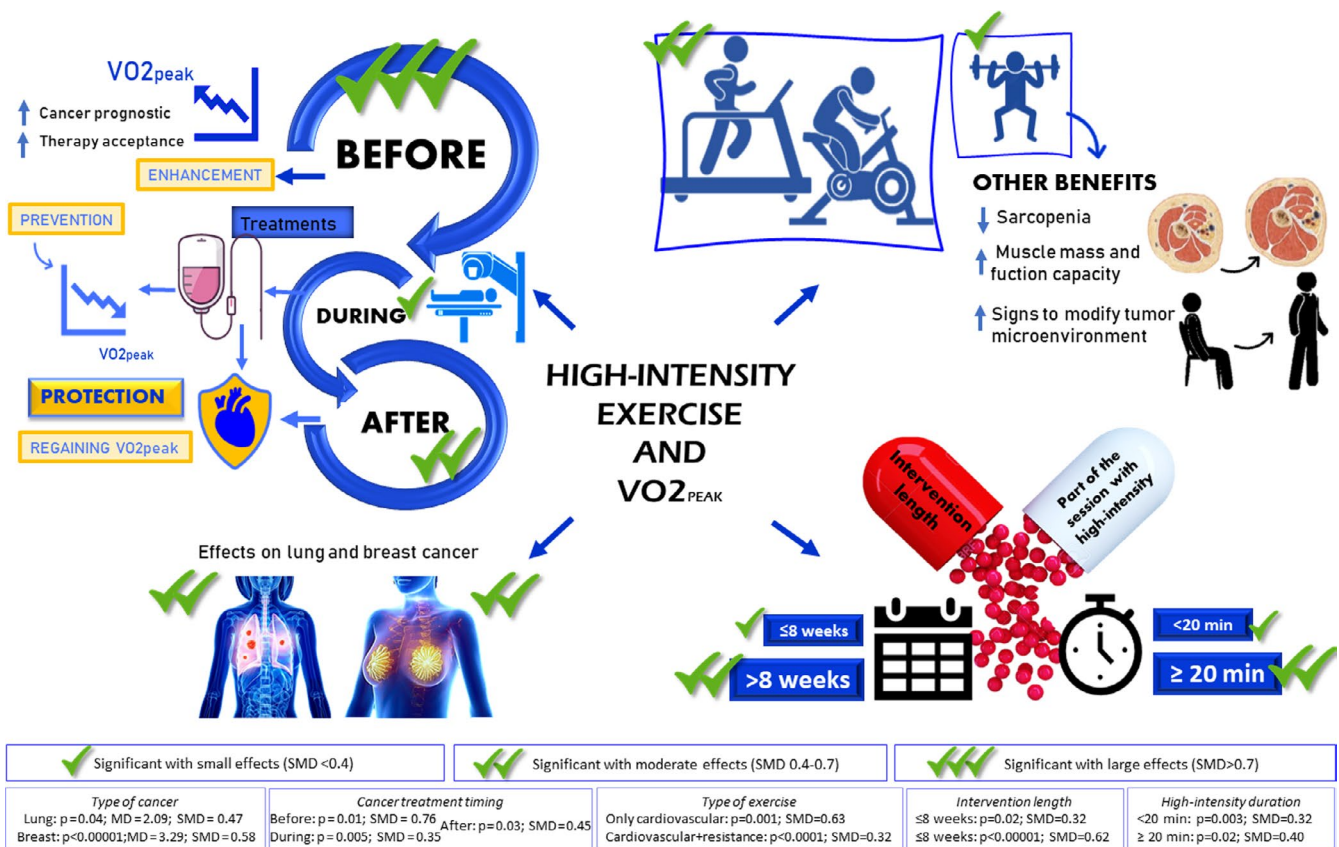 VO2peak
↑ Cancer prognostic
↑ Therapy acceptance
BEFORE
ENHANCEMENT
PREVENTION
Treatments
DURING
VO2peak
PROTECTION
REGAINING VO2peak
AFTER
HIGH-INTENSITY
EXERCISE
AND
VO2PEAK
OTHER BENEFITS
↓ Sarcopenia
↑ Muscle mass and
fuction capacity
↑ Signs to modify tumor
microenvironment
Effects on lung and breast cancer
Intervention
length
Part of the
session with
high-intensity
≤8 weeks
>8 weeks
<20 min
≥ 20 min
Significant with small effects (SMD <0.4)
Significant with moderate effects (SMD 0.4-0.7)
Significant with large effects (SMD>0.7)
Type of cancer
Lung: p=0.04; MD=2.09; SMD= 0.47
Breast: p<0.00001;MD=3.29; SMD=0.58
Cancer treatment timing
Before: p=0.01; SMD= 0.76
During: p=0.005; SMD=0.35
After: p=0.03; SMD=0.45
Type of exercise
Only cardiovascular: p=0.001; SMD=0.63
Cardiovascular+resistance: p<0.0001; SMD=0.32
Intervention length
≤8 weeks: p=0.02; SMD=0.32
≤8 weeks: p<0.00001; SMD=0.62
High-intensity duration
<20 min: p=0.003; SMD=0.32
≥ 20 min: p=0.02; SMD=0.40